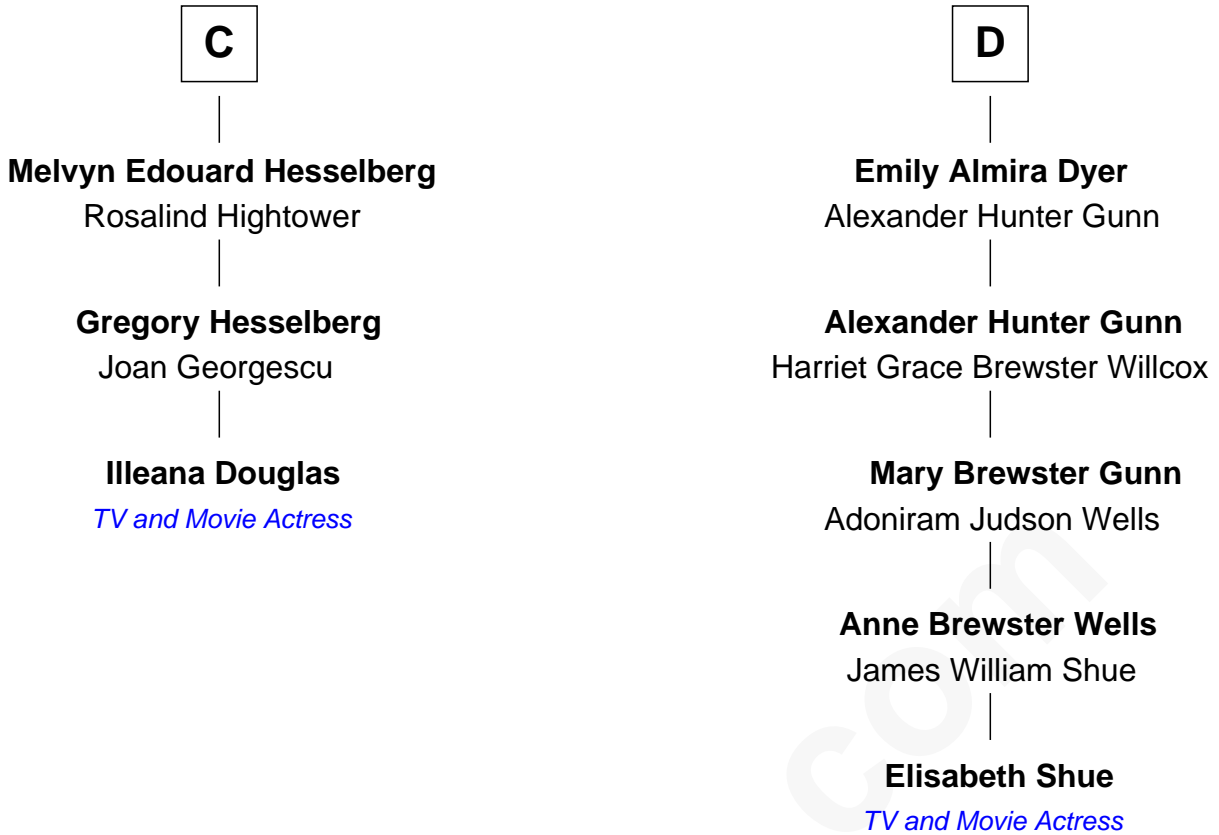 C
Melvyn Edouard Hesselberg
Rosalind Hightower
Gregory Hesselberg
Joan Georgescu
Illeana Douglas
TV and Movie Actress
D
Emily Almira Dyer
Alexander Hunter Gunn
Alexander Hunter Gunn
Harriet Grace Brewster Willcox
Mary Brewster Gunn
Adoniram Judson Wells
Anne Brewster Wells
James William Shue
Elisabeth Shue
TV and Movie Actress
com